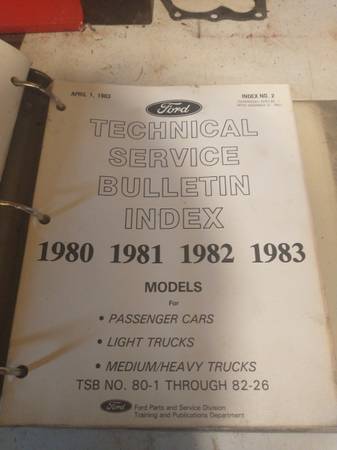 APRIL 1, 1983
INDEX NO. 2
Ford
TECHNICAL
SERVICE
BULLETIN
INDEX
1980 1981 1982 1983
MODELS
For
• PASSENGER CARS
• LIGHT TRUCKS
• MEDIUM/HEAVY TRUCKS
TSB NO. 80-1 THROUGH 82-26
Ford
Ford Parts and Service Division
Training and Publications Department